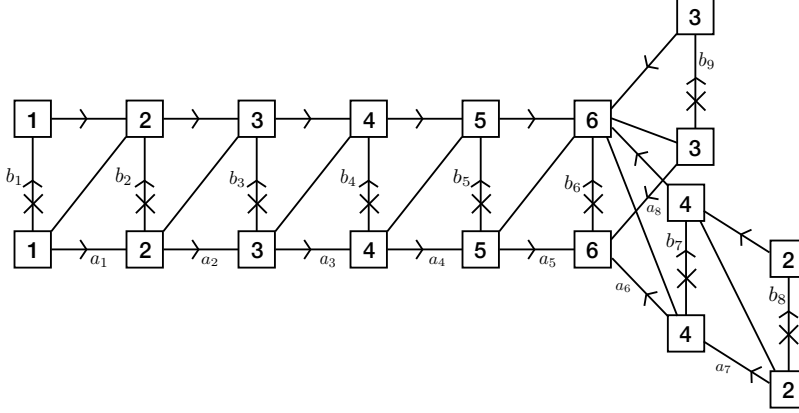 3
b₉
1 2 3 4 5 6
3
b₁ b₂ b₃ b₄ b₅ b₆
a₈ 4
b₇
1 2 3 4 5 6
2
a₁ a₂ a₃ a₄ a₅
a₆
b₈
4
a₇
2